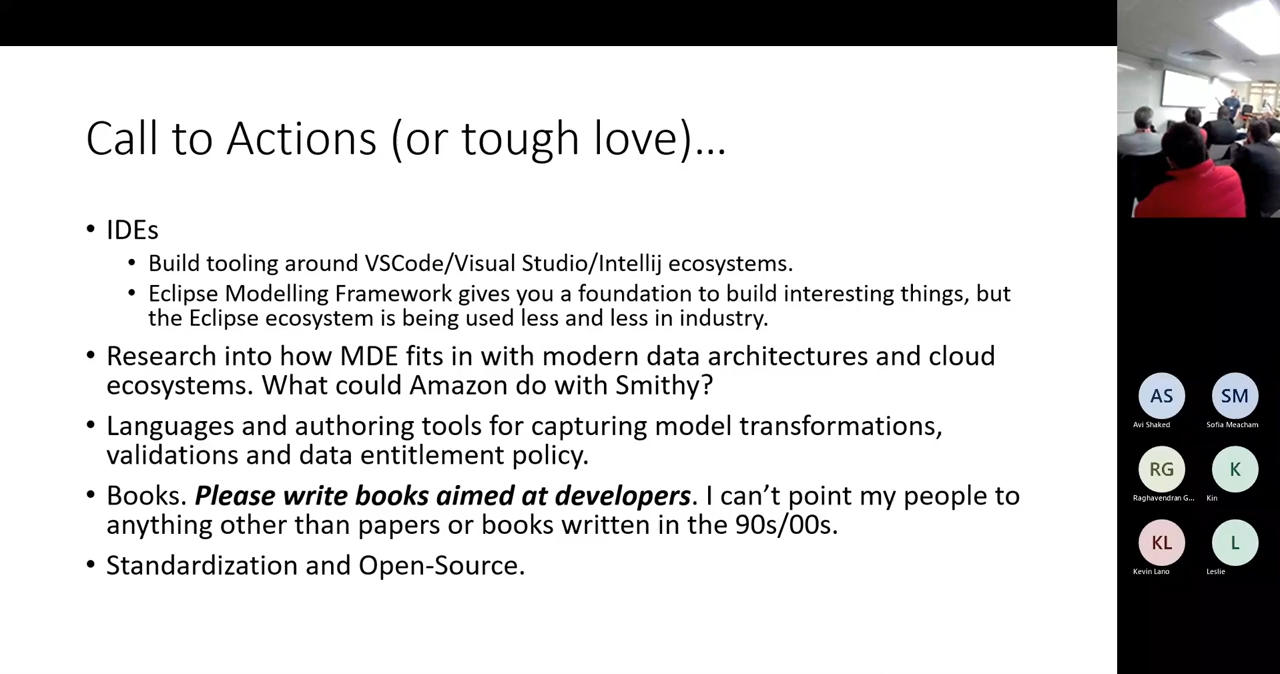 Call to Actions (or tough love)...
• IDEs
• Build tooling around VSCode/Visual Studio/Intellij ecosystems.
• Eclipse Modelling Framework gives you a foundation to build interesting things, but
the Eclipse ecosystem is being used less and less in industry.
• Research into how MDE fits in with modern data architectures and cloud
ecosystems. What could Amazon do with Smithy?
• Languages and authoring tools for capturing model transformations,
validations and data entitlement policy.
• Books. Please write books aimed at developers. I can’t point my people to
anything other than papers or books written in the 90s/00s.
• Standardization and Open-Source.
AS
SM
Avi Shaked
Sofia Meacham
RG
K
Raghavendran G...
Kin
KL
L
Kevin Lano
Leslie